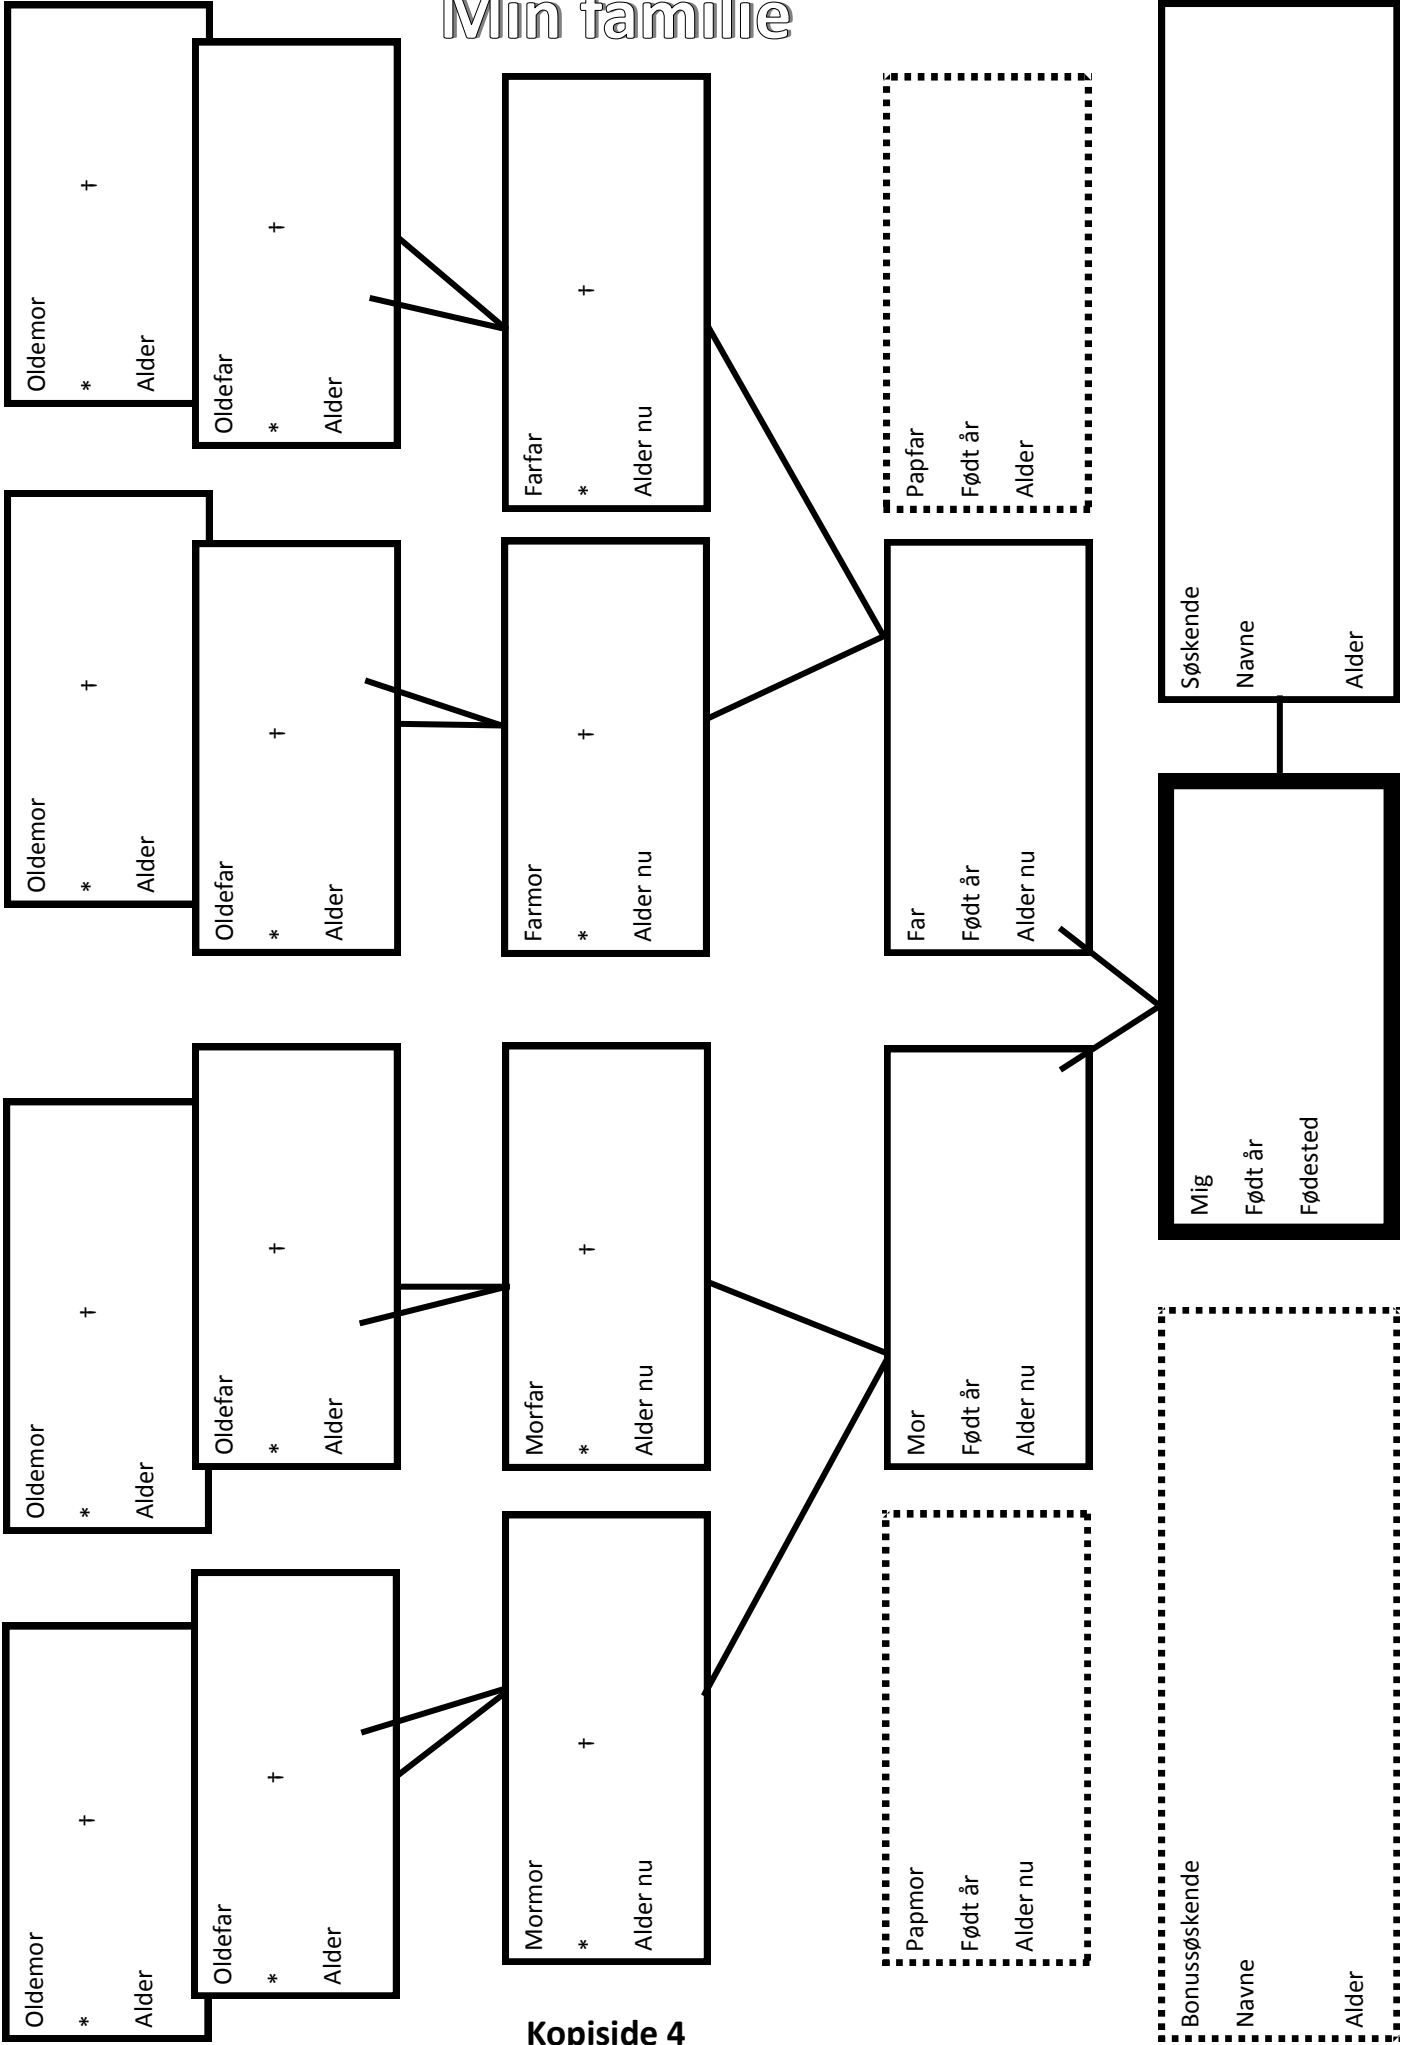 Min familie
Oldemor
* †
Alder
Oldefar
* †
Alder
Oldemor
* †
Alder
Oldefar
* †
Alder
Oldemor
* †
Alder
Oldefar
* †
Alder
Oldemor
* †
Alder
Oldefar
* †
Alder
Mormor
* †
Alder nu
Morfar
* †
Alder nu
Farmor
* †
Alder nu
Farfar
* †
Alder nu
Papmor
Født år
Alder nu
Mor
Født år
Alder nu
Far
Født år
Alder nu
Papfar
Født år
Alder
Bonussøskende
Navne
Alder
Mig
Født år
Fødested
Søskende
Navne
Alder
Kopiside 4